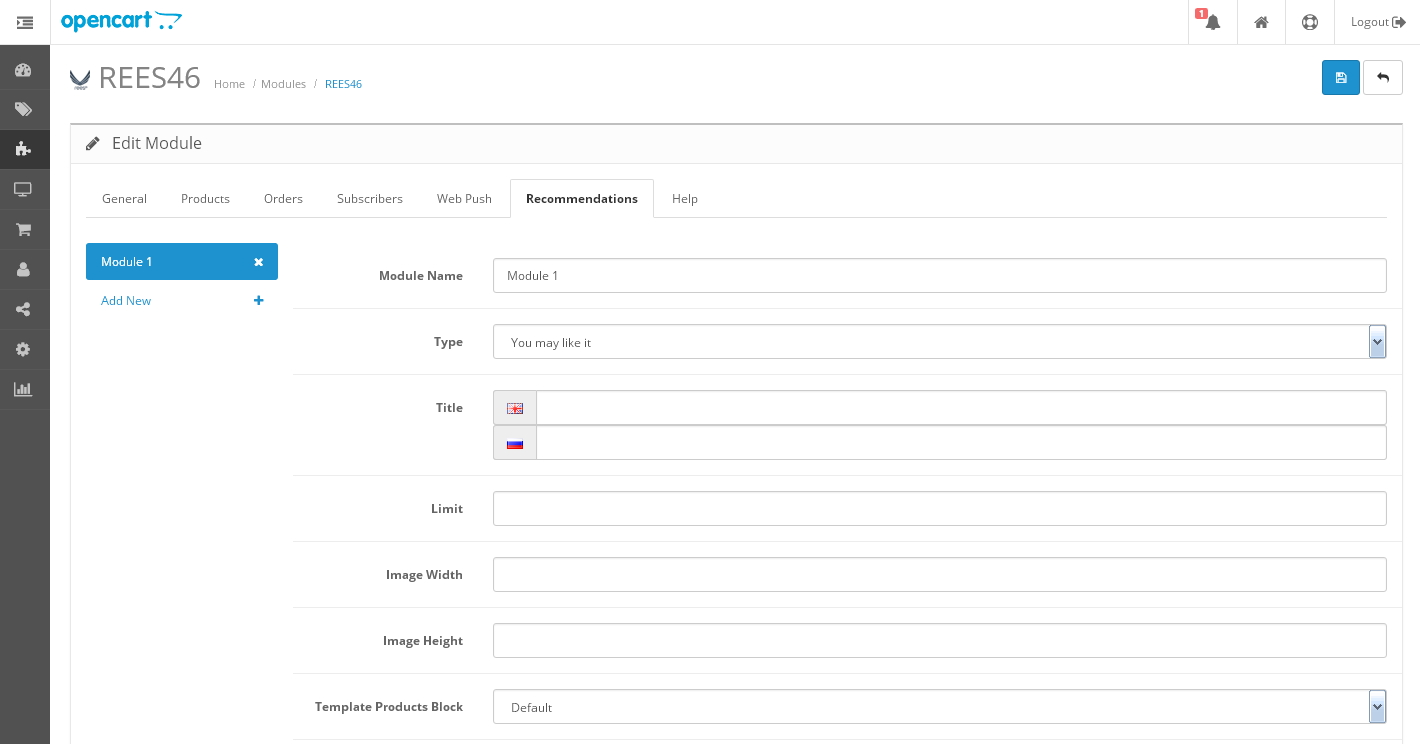 opencart
1
Logout
REES46
Home / Modules / REES46
Edit Module
General Products Orders Subscribers Web Push Recommendations Help
Module 1
Add New
Module Name Module 1
Type You may like it
Title
Limit
Image Width
Image Height
Template Products Block Default